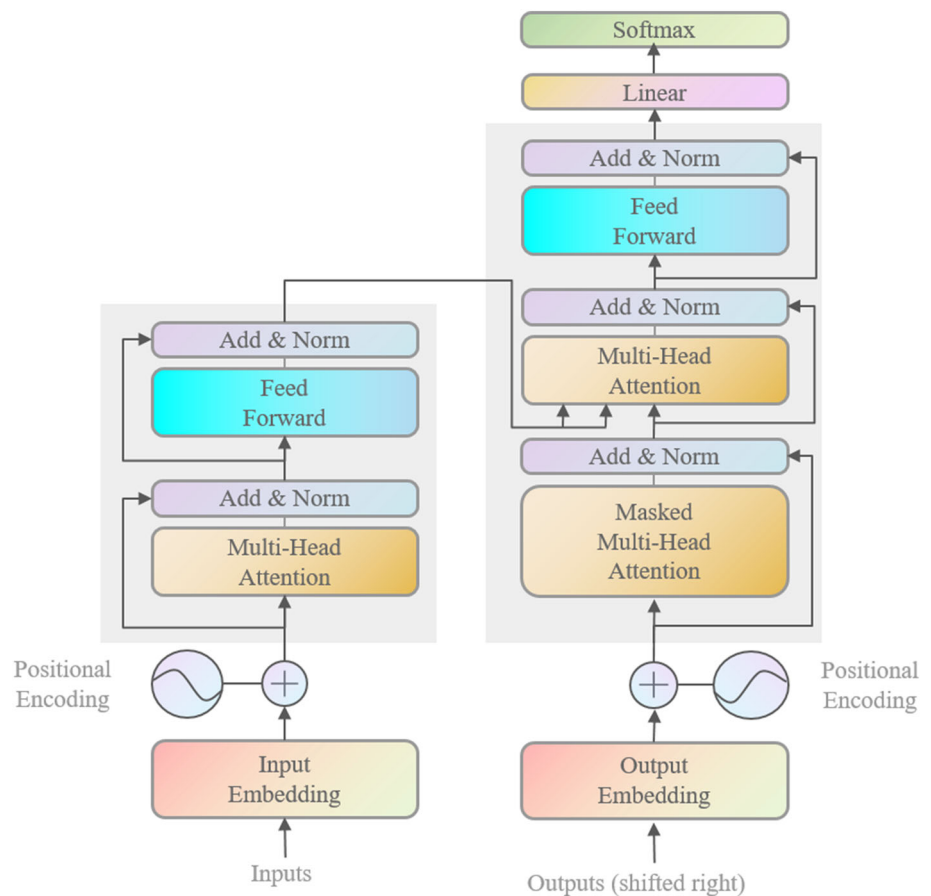 Softmax
Linear
Add & Norm
Feed
Forward
Add & Norm
Multi-Head
Attention
Add & Norm
Masked
Multi-Head
Attention
Add & Norm
Feed
Forward
Add & Norm
Multi-Head
Attention
Positional
Encoding
Positional
Encoding
Input
Embedding
Output
Embedding
Inputs
Outputs (shifted right)